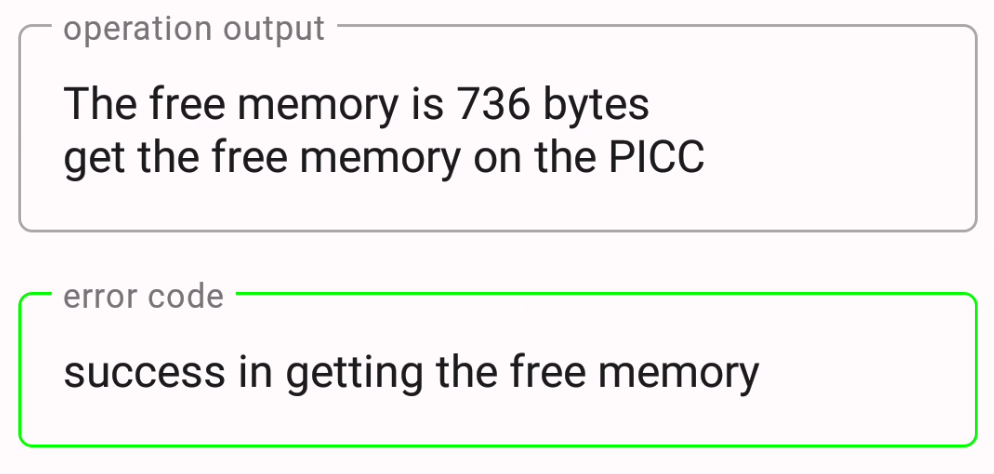 operation output
The free memory is 736 bytes
get the free memory on the PICC
error code
success in getting the free memory